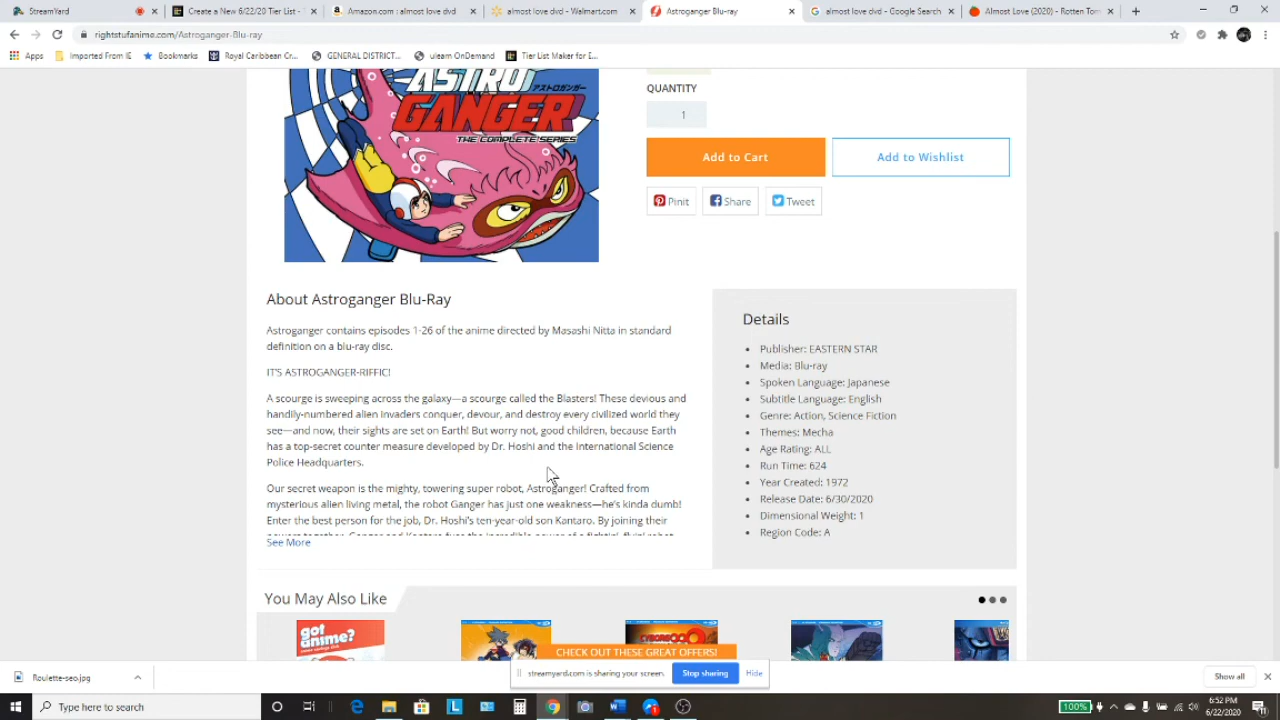 StreamYard
Create a New 6/22/20 Tier List -
Amazon.com : almost love dvd
almost love dvd - Walmart.com
Astroganger Blu-ray
almost love dvd - Google Search
Almost Love (2020) - Rotten Tom
rightstufanime.com/Astroganger-Blu-ray
Apps
Imported From IE
Bookmarks
Royal Caribbean Cr...
GENERAL DISTRICT...
ulearn OnDemand
Tier List Maker for I...
ASTRO
GANGER
アストロガンガー
THE COMPLETE SERIES
QUANTITY
1
Add to Cart
Add to Wishlist
Pinit
Share
Tweet
About Astroganger Blu-Ray
Astroganger contains episodes 1-26 of the anime directed by Masashi Nitta in standard
definition on a blu-ray disc.
IT'S ASTROGANGER-RIFFIC!
A scourge is sweeping across the galaxy—a scourge called the Blasters! These devious and
handily-numbered alien invaders conquer, devour, and destroy every civilized world they
see—and now, their sights are set on Earth! But worry not, good children, because Earth
has a top-secret counter measure developed by Dr. Hoshi and the International Science
Police Headquarters.
Our secret weapon is the mighty, towering super robot, Astroganger! Crafted from
mysterious alien living metal, the robot Ganger has just one weakness—he's kinda dumb!
Enter the best person for the job, Dr. Hoshi's ten-year-old son Kantaro. By joining their
See More
Details
Publisher: EASTERN STAR
Media: Blu-ray
Spoken Language: Japanese
Subtitle Language: English
Genre: Action, Science Fiction
Themes: Mecha
Age Rating: ALL
Run Time: 624
Year Created: 1972
Release Date: 6/30/2020
Dimensional Weight: 1
Region Code: A
You May Also Like
got
anime?
CYBORG009
CHECK OUT THESE GREAT OFFERS!
streamyard.com is sharing your screen.
Stop sharing
Hide
Roulette-seo.jpg
Show all
Type here to search
100%
6:52 PM
6/22/2020